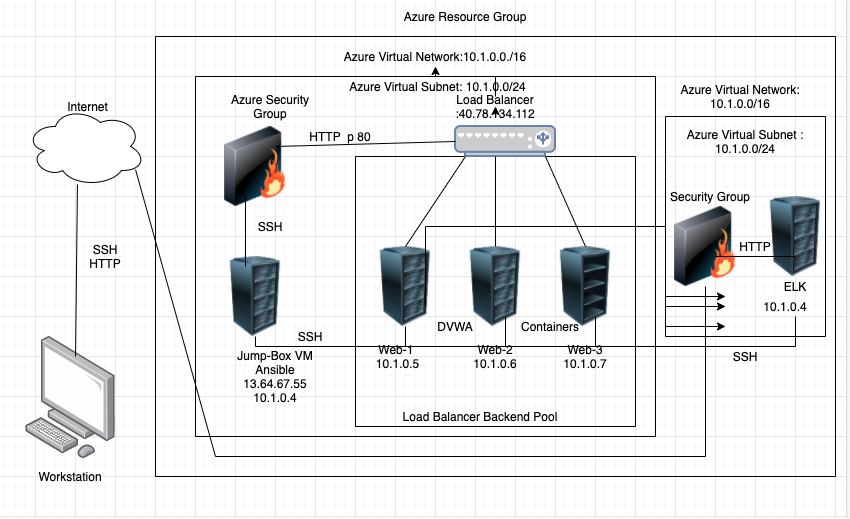 Azure Resource Group
Azure Virtual Network:10.1.0.0./16
Azure Virtual Subnet: 10.1.0.0/24
Azure Virtual Network:
10.1.0.0/16
Internet
Azure Security
Group
Load Balancer
:40.78.134.112
HTTP p 80
Azure Virtual Subnet :
10.1.0.0/24
Security Group
SSH
HTTP
SSH
HTTP
ELK
10.1.0.4
SSH
DVWA
Containers
SSH
Jump-Box VM
Ansible
13.64.67.55
10.1.0.4
Web-1
10.1.0.5
Web-2
10.1.0.6
Web-3
10.1.0.7
Load Balancer Backend Pool
Workstation